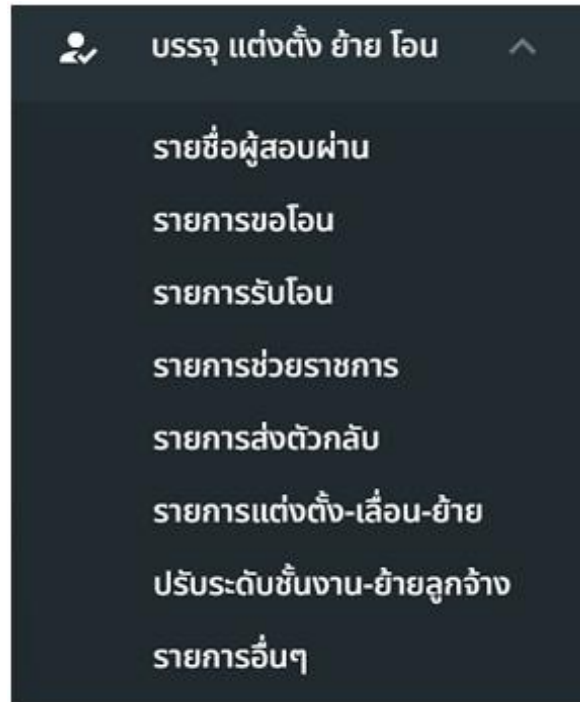 บรรจุ แต่งตั้ง ย้าย โอน
รายชื่อผู้สอบผ่าน
รายการขอโอน
รายการรับโอน
รายการช่วยราชการ
รายการส่งตัวกลับ
รายการแต่งตั้ง-เลื่อน-ย้าย
ปรับระดับชั้นงาน-ย้ายลูกจ้าง
รายการอื่นๆ